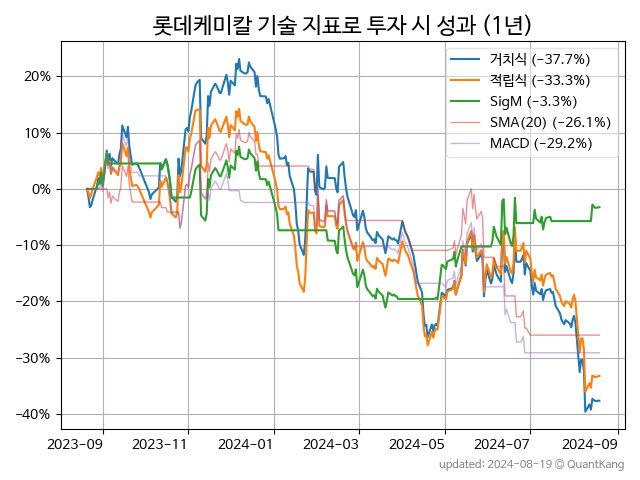 롯데케미칼 기술 지표로 투자 시 성과 (1년)
거치식 (−37.7%)
적립식 (−33.3%)
SigM (−3.3%)
SMA(20) (−26.1%)
MACD (−29.2%)
20%
10%
0%
−10%
−20%
−30%
−40%
2023-09 2023-11 2024-01 2024-03 2024-05 2024-07 2024-09
updated: 2024-08-19 © QuantKang